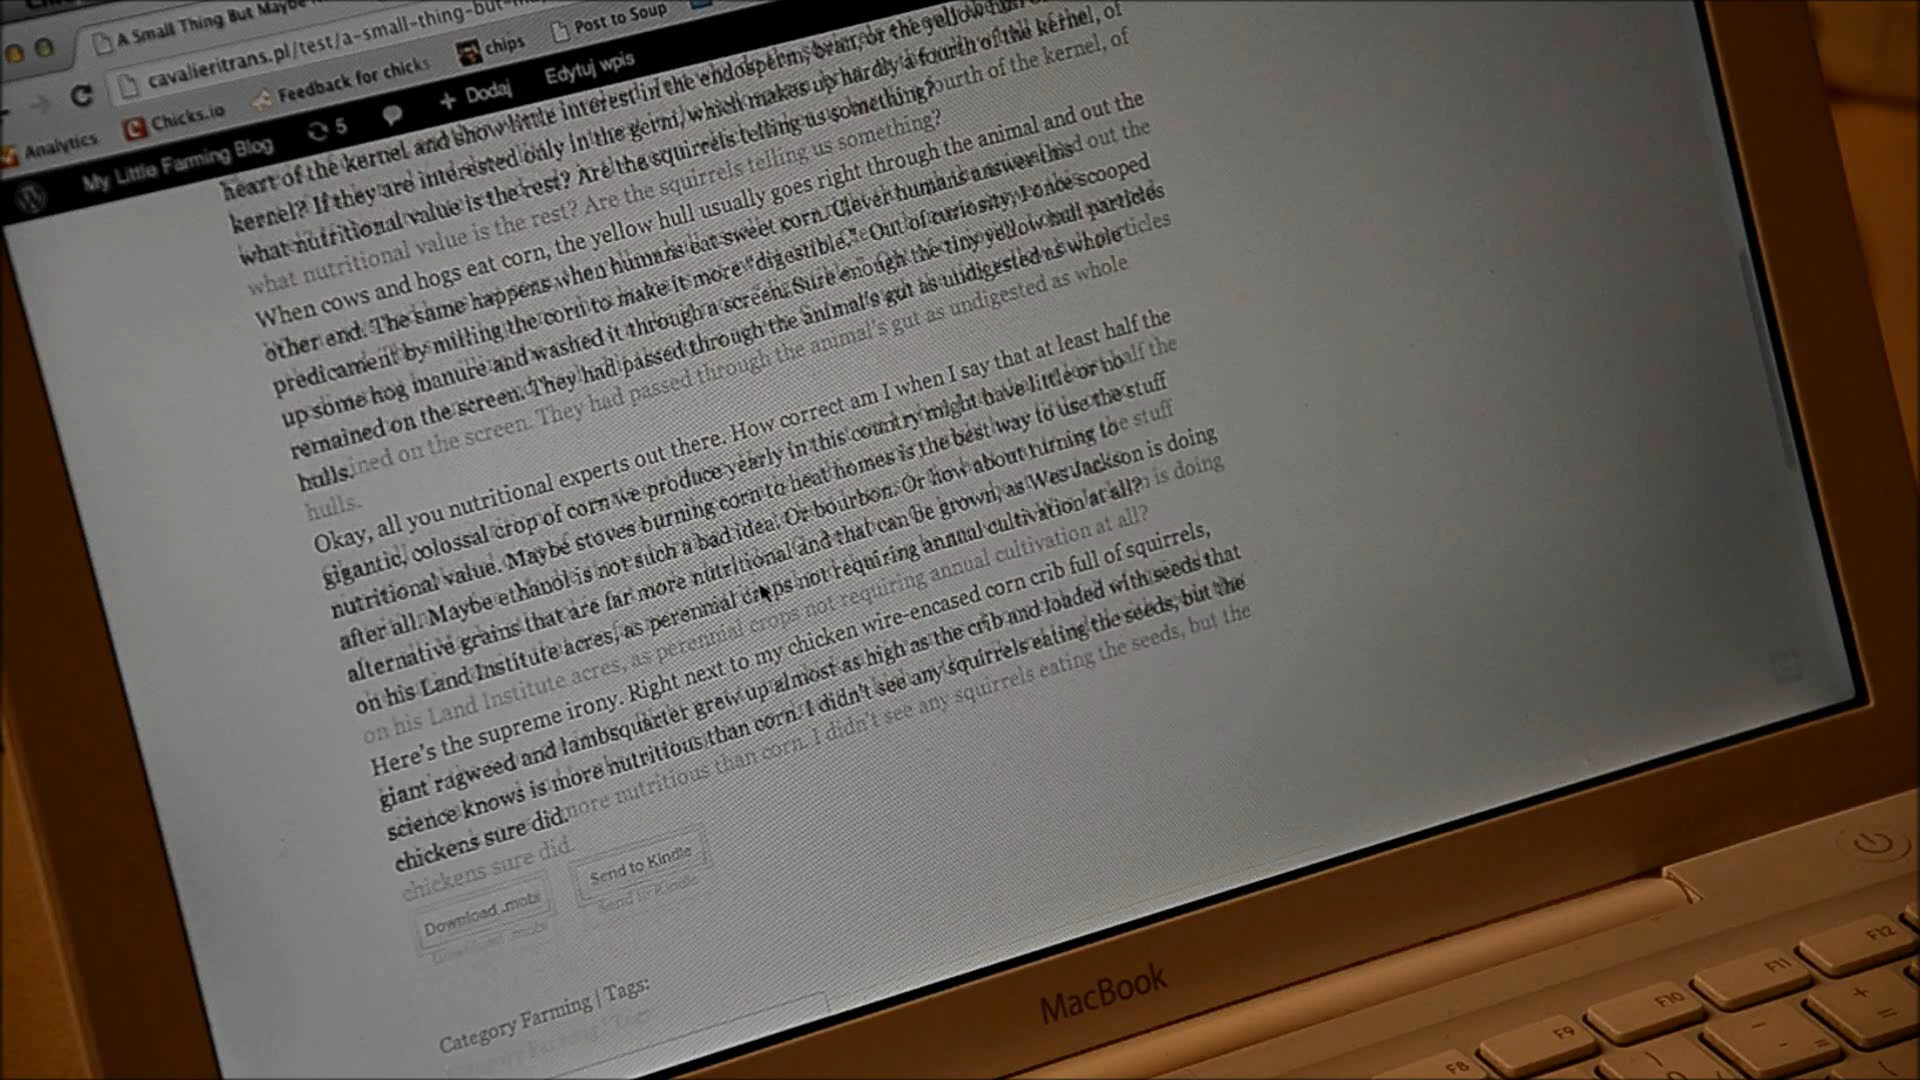 A Small Thing But Maybe
cavalieritrans.pl/test/a-small-thing-but-
Analytics Chicks.io Feedback for chicks chips Post to Soup
My Little Farming Blog 5 + Dodaj Edytuj wpis
heart of the kernel and show little interest in the endosperm, bran, or the yellow hull of
kernel? If they are interested only in the germ, which makes up hardly a fourth of the kernel, of
what nutritional value is the rest? Are the squirrels telling us something?
When cows and hogs eat corn, the yellow hull usually goes right through the animal and out the
other end. The same happens when humans eat sweet corn. Clever humans answer this
predicament by milling the corn to make it more “digestible.” Out of curiosity, I once scooped
up some hog manure and washed it through a screen. Sure enough the tiny yellow hull particles
remained on the screen. They had passed through the animal's gut as undigested as whole
hulls.
Okay, all you nutritional experts out there. How correct am I when I say that at least half the
gigantic, colossal crop of corn we produce yearly in this country might have little or no
nutritional value. Maybe stoves burning corn to heat homes is the best way to use the stuff
after all. Maybe ethanol is not such a bad idea. Or bourbon. Or how about turning to
alternative grains that are far more nutritional and that can be grown, as Wes Jackson is doing
on his Land Institute acres, as perennial crops not requiring annual cultivation at all?
Here's the supreme irony. Right next to my chicken wire-encased corn crib full of squirrels,
giant ragweed and lambsquarter grew up almost as high as the crib and loaded with seeds that
science knows is more nutritious than corn. I didn't see any squirrels eating the seeds, but the
chickens sure did.
Download .mobi Send to Kindle
Category Farming | Tags:
MacBook
F8 F9 F10 F11 F12